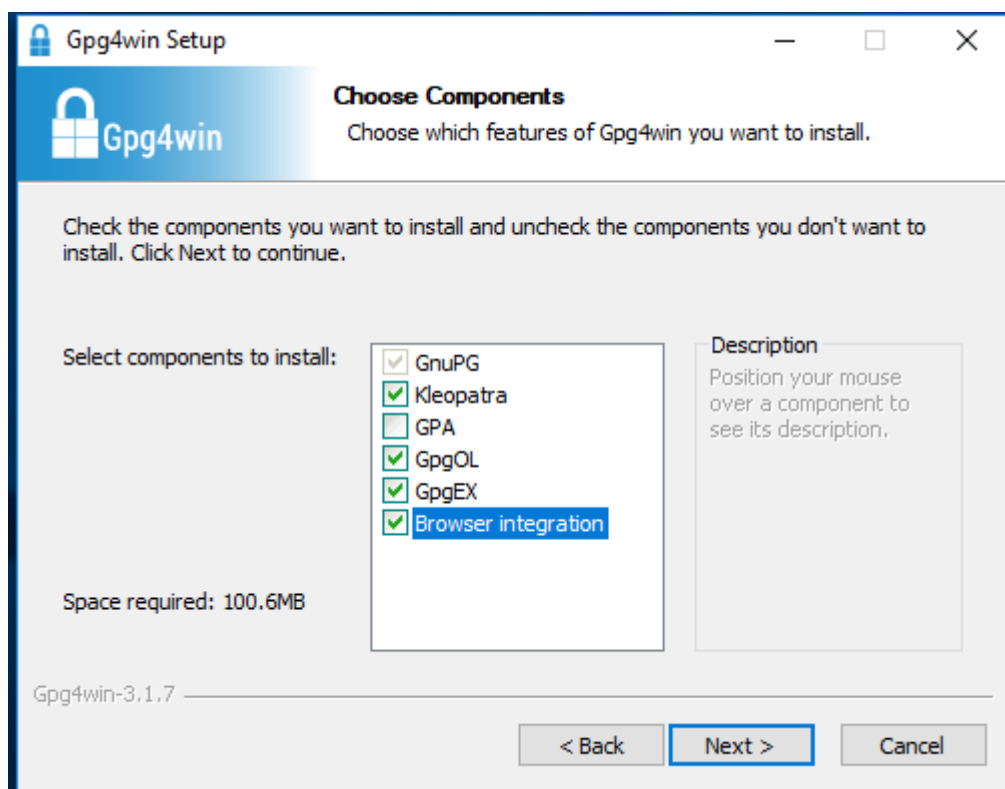 Gpg4win Setup
Gpg4win
Choose Components
Choose which features of Gpg4win you want to install.
Check the components you want to install and uncheck the components you don't want to
install. Click Next to continue.
Select components to install:
GnuPG
Kleopatra
GPA
GpgOL
GpgEX
Browser integration
Description
Position your mouse
over a component to
see its description.
Space required: 100.6MB
Gpg4win-3.1.7
< Back
Next >
Cancel